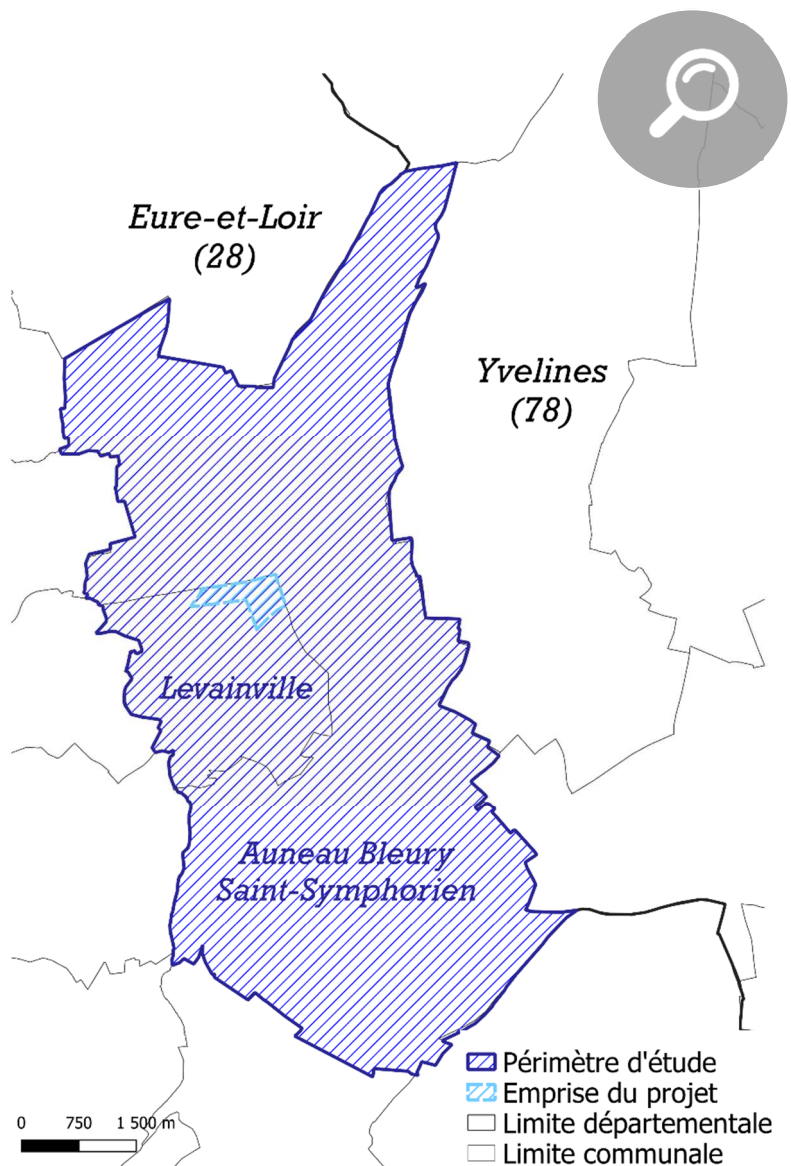 Eure-et-Loir
(28)
Yvelines
(78)
Levainville
Auneau Bleury
Saint-Symphorien
Périmètre d'étude
Emprise du projet
Limite départementale
Limite communale
0 750 1 500 m